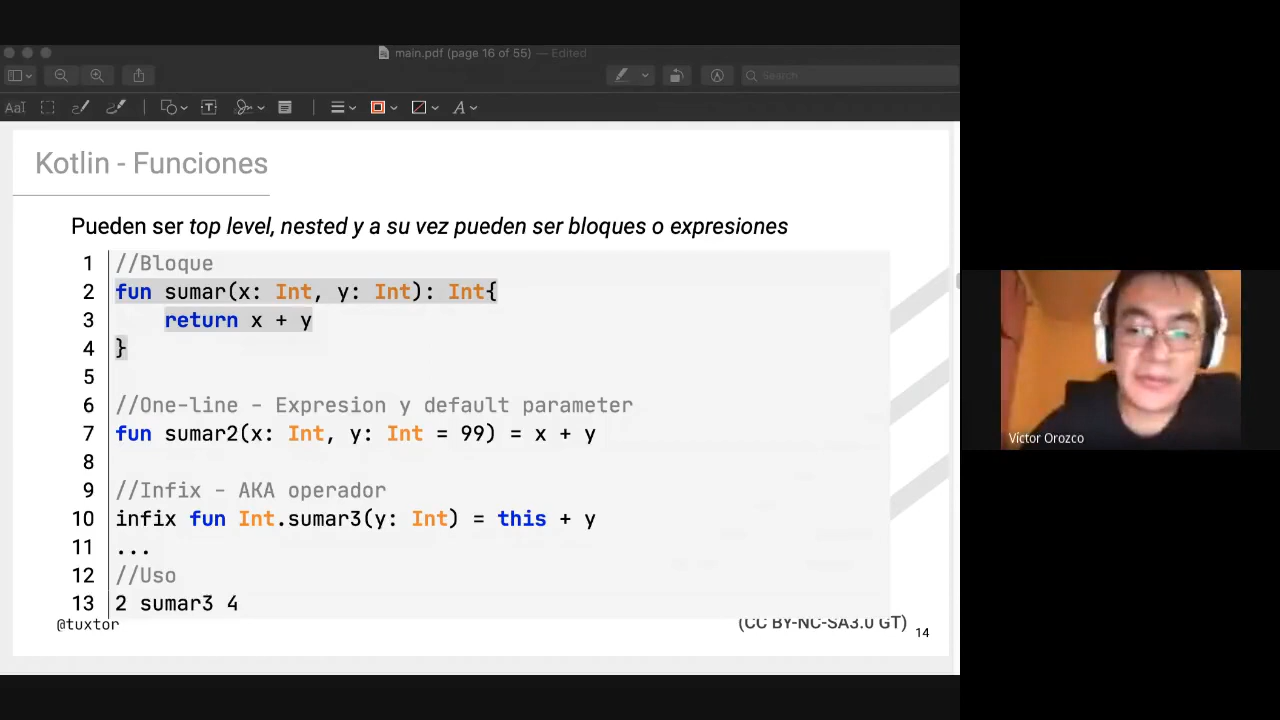 main.pdf (page 16 of 55) — Edited
Search
AaI
T
A
A
Kotlin - Funciones
Pueden ser top level, nested y a su vez pueden ser bloques o expresiones
1 //Bloque
2 fun sumar(x: Int, y: Int): Int{
3 return x + y
4 }
5
6 //One-line - Expresion y default parameter
7 fun sumar2(x: Int, y: Int = 99) = x + y
8
9 //Infix - AKA operador
10 infix fun Int.sumar3(y: Int) = this + y
11 ...
12 //Uso
13 2 sumar3 4
@tuxtor
(CC BY-NC-SA3.0 GT)
14
Víctor Orozco